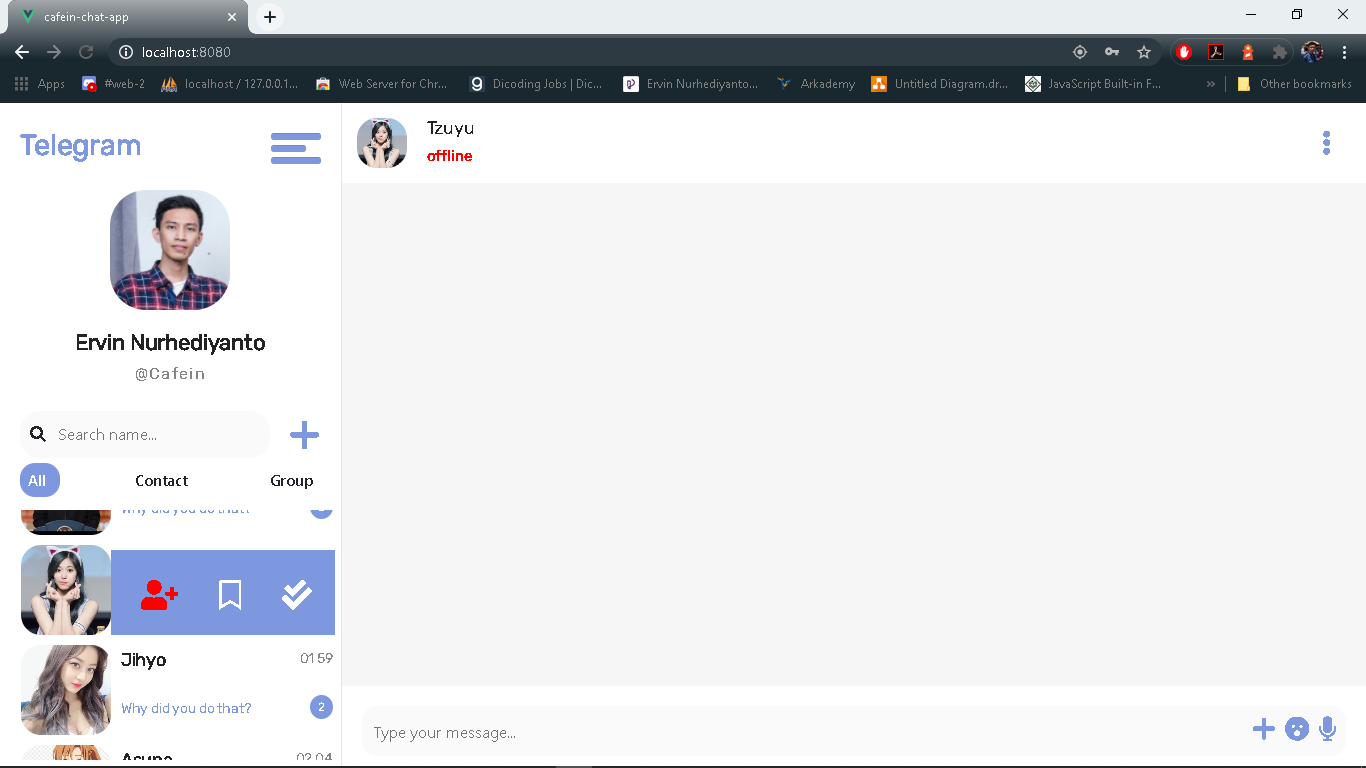 cafein-chat-app
localhost:8080
Apps
#web-2
localhost / 127.0.0.1...
Web Server for Chr...
Dicoding Jobs | Dic...
Ervin Nurhediyanto...
Arkademy
Untitled Diagram.dr...
JavaScript Built-in F...
»
Other bookmarks
Telegram
Ervin Nurhediyanto
@Cafein
Search name...
All
Contact
Group
Why did you do that?
Jihyo
01 59
Why did you do that?
2
Asuna
02 04
Tzuyu
offline
Type your message...